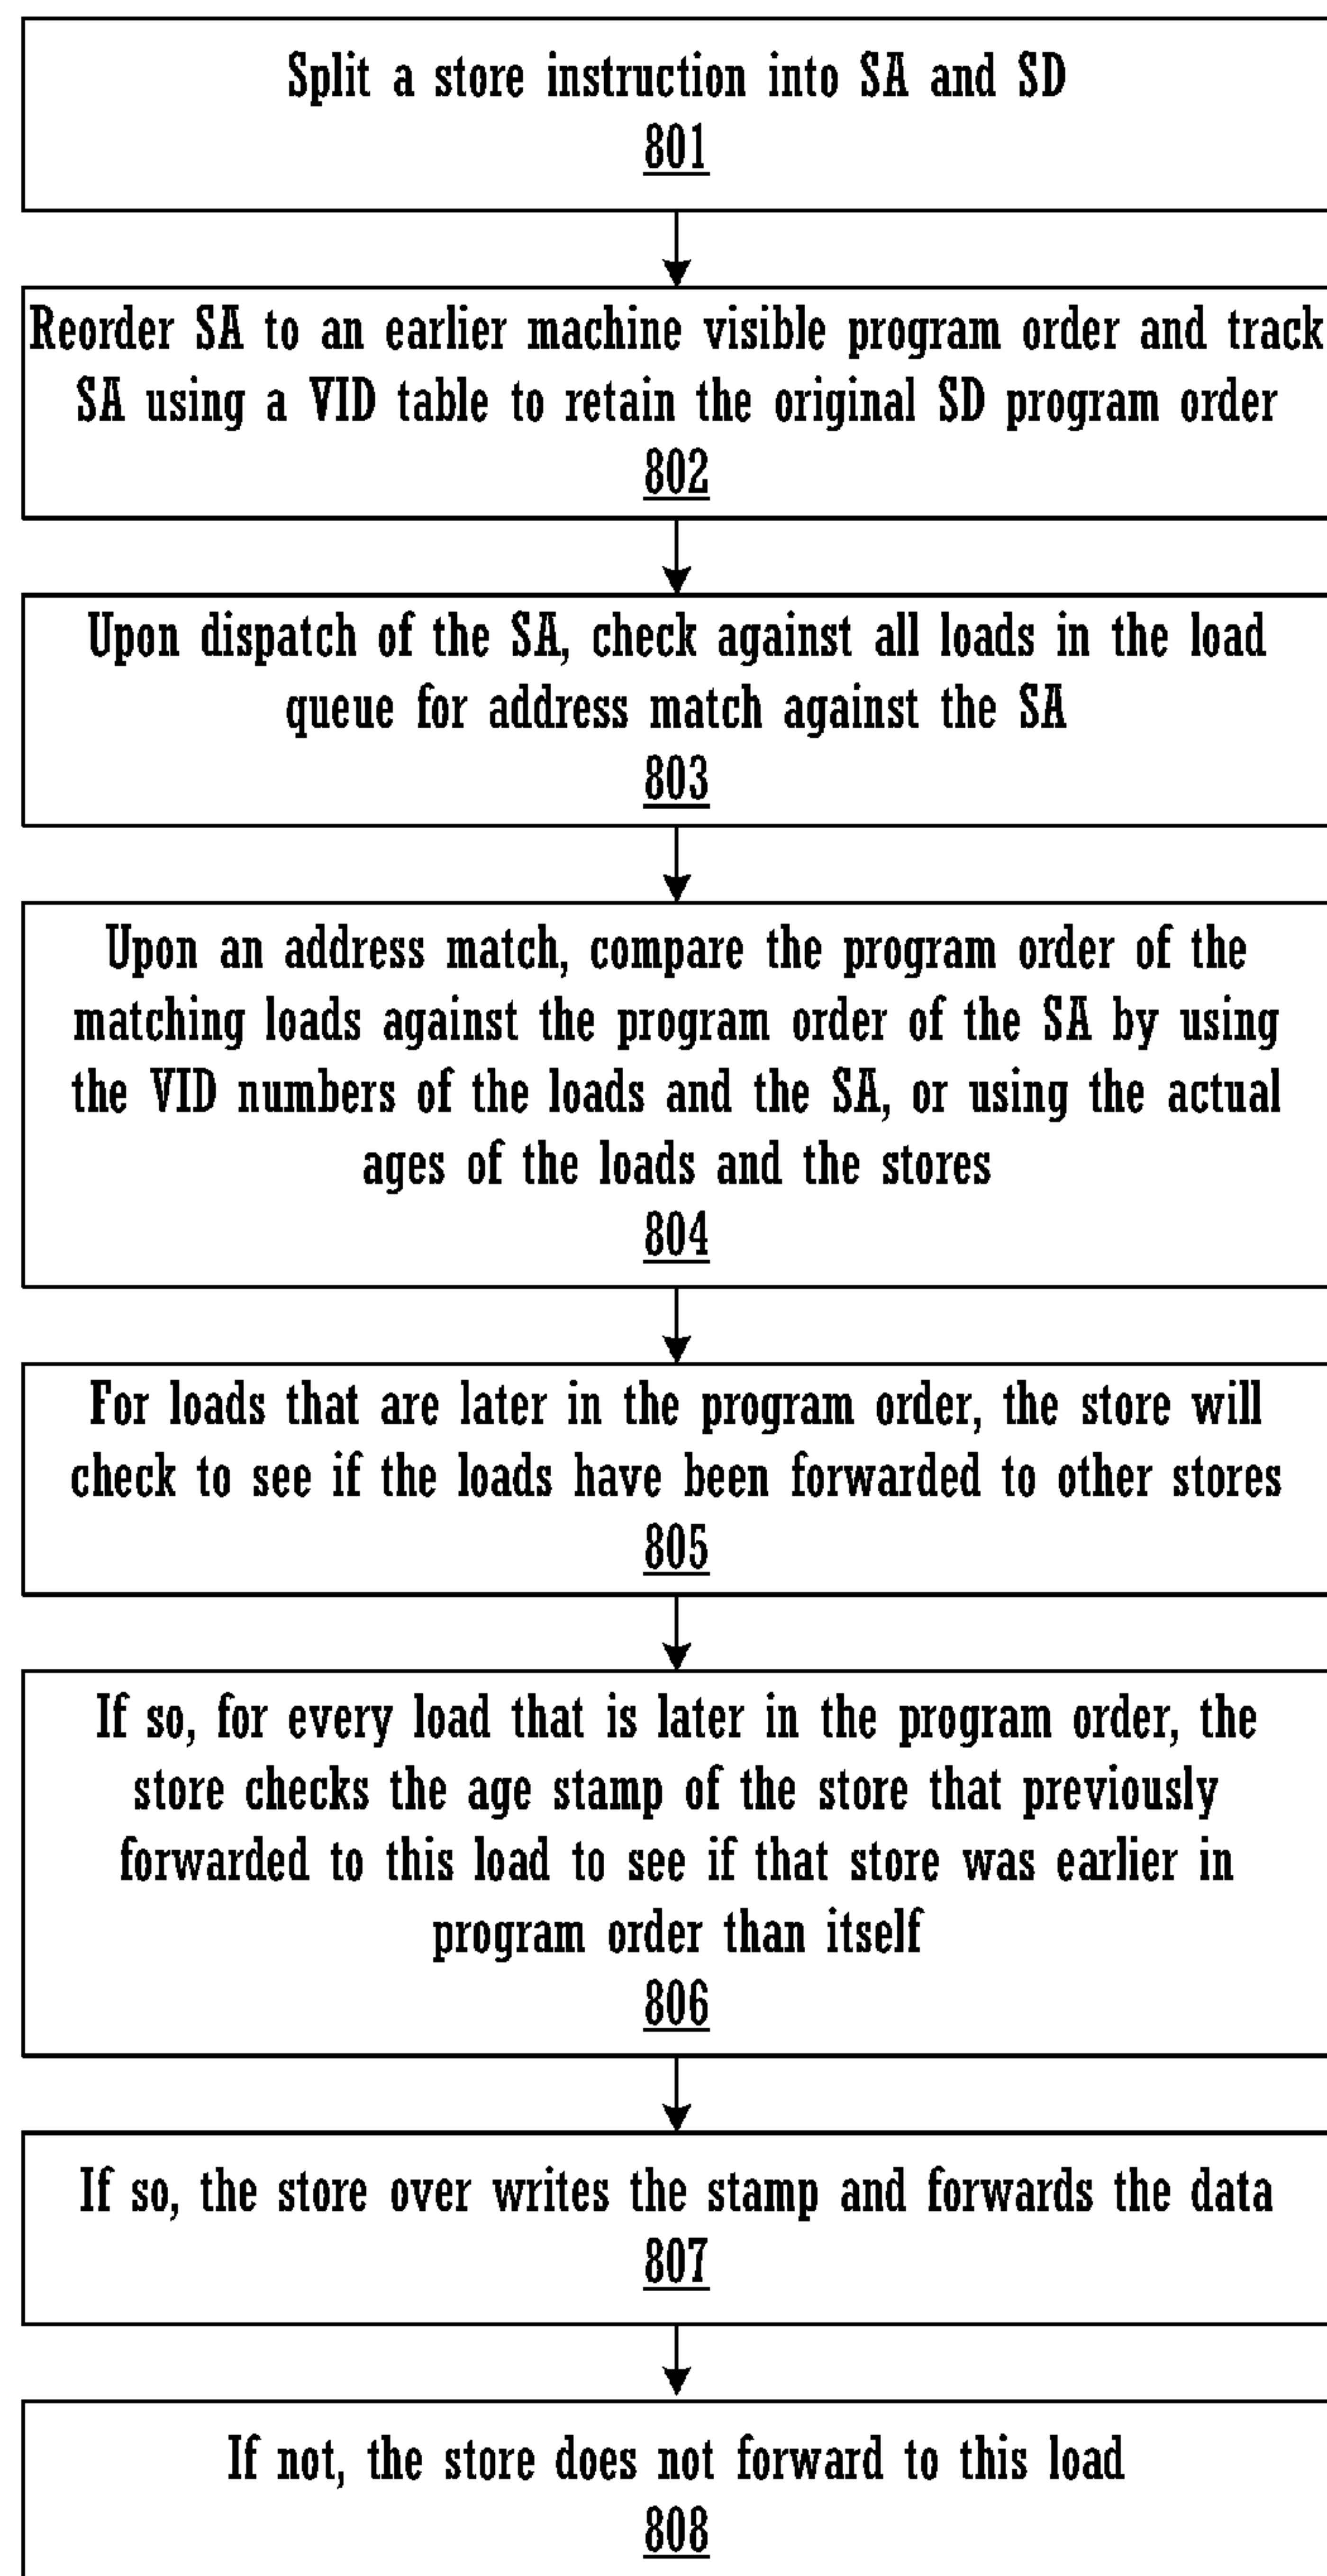 Split a store instruction into SA and SD
801
Reorder SA to an earlier machine visible program order and track
SA using a VID table to retain the original SD program order
802
Upon dispatch of the SA, check against all loads in the load
queue for address match against the SA
803
Upon an address match, compare the program order of the
matching loads against the program order of the SA by using
the VID numbers of the loads and the SA, or using the actual
ages of the loads and the stores
804
For loads that are later in the program order, the store will
check to see if the loads have been forwarded to other stores
805
If so, for every load that is later in the program order, the
store checks the age stamp of the store that previously
forwarded to this load to see if that store was earlier in
program order than itself
806
If so, the store over writes the stamp and forwards the data
807
If not, the store does not forward to this load
808